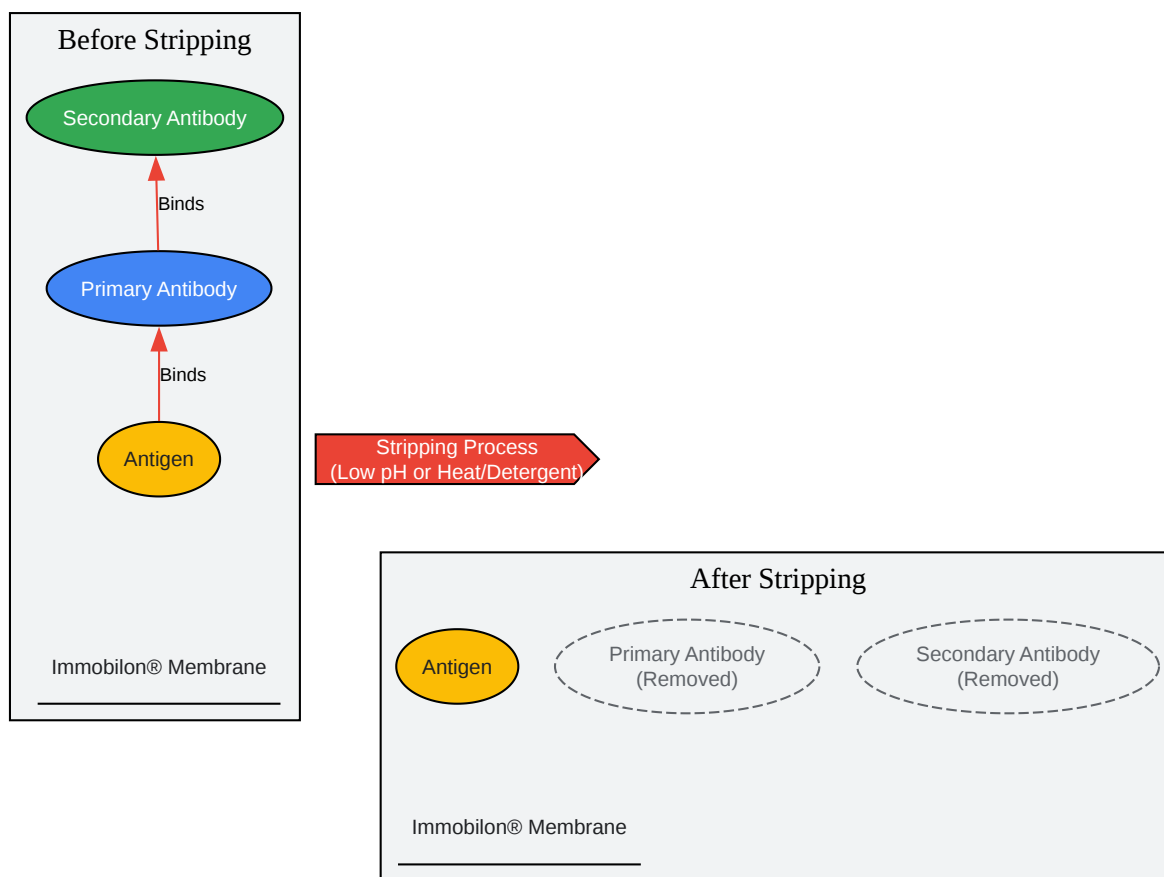 Before Stripping
Secondary Antibody
Binds
Primary Antibody
Binds
Antigen
Immobilon® Membrane
Stripping Process
(Low pH or Heat/Detergent)
After Stripping
Antigen
Primary Antibody
(Removed)
Secondary Antibody
(Removed)
Immobilon® Membrane